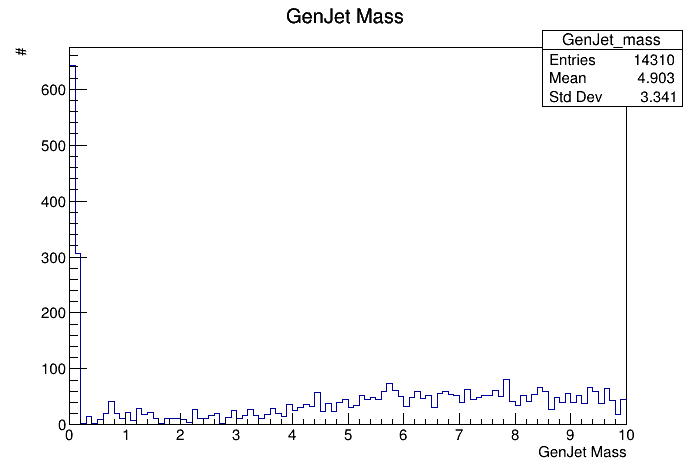 GenJet Mass
#
GenJet_mass
Entries 14310
Mean 4.903
Std Dev 3.341
600
500
400
300
200
100
0
0 1 2 3 4 5 6 7 8 9 10
GenJet Mass